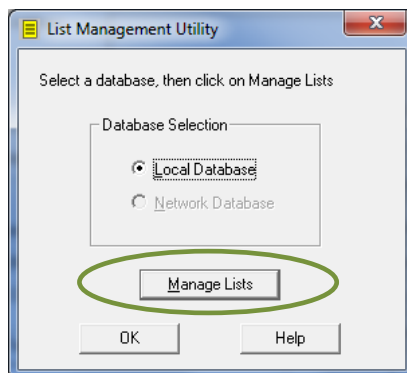 List Management Utility
Select a database, then click on Manage Lists
Database Selection
Local Database
Network Database
Manage Lists
OK Help